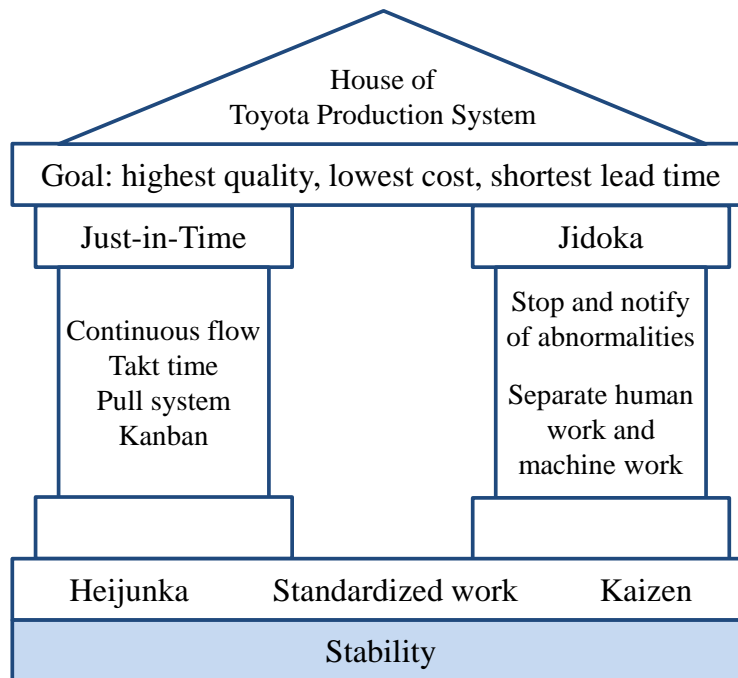 House of
Toyota Production System
Goal: highest quality, lowest cost, shortest lead time
Just-in-Time
Continuous flow
Takt time
Pull system
Kanban
Jidoka
Stop and notify
of abnormalities
Separate human
work and
machine work
Heijunka Standardized work Kaizen
Stability